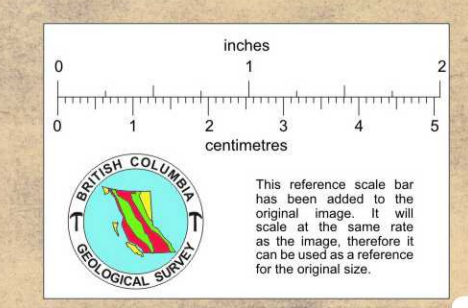 inches
0 1 2
0 1 2 3 4 5
centimetres
BRITISH COLUMBIA
GEOLOGICAL SURVEY
This reference scale bar
has been added to the
original image. It will
scale at the same rate
as the image, therefore it
can be used as a reference
for the original size.